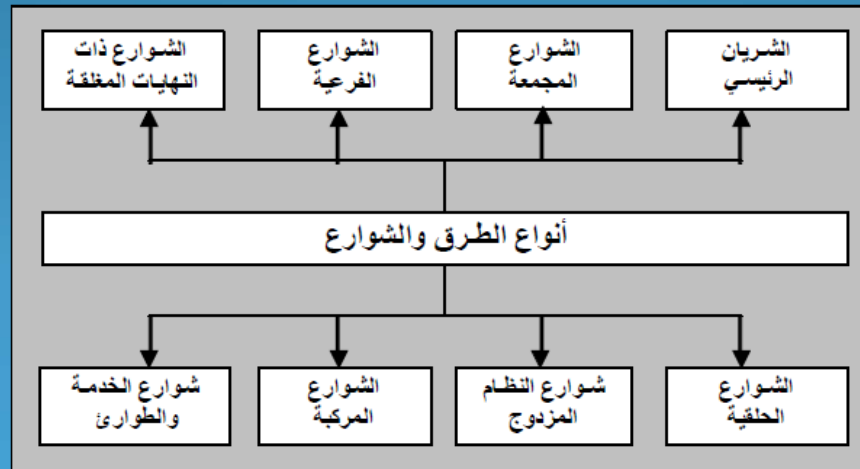 الشريان
الرئيسي
الشوارع
المجمعة
الشوارع
الفرعية
الشوارع ذات
النهايات المغلقة
أنواع الطرق والشوارع
الشوارع
الحلقية
شوارع النظام
المزدوج
الشوارع
المركبة
شوارع الخدمة
والطوارئ